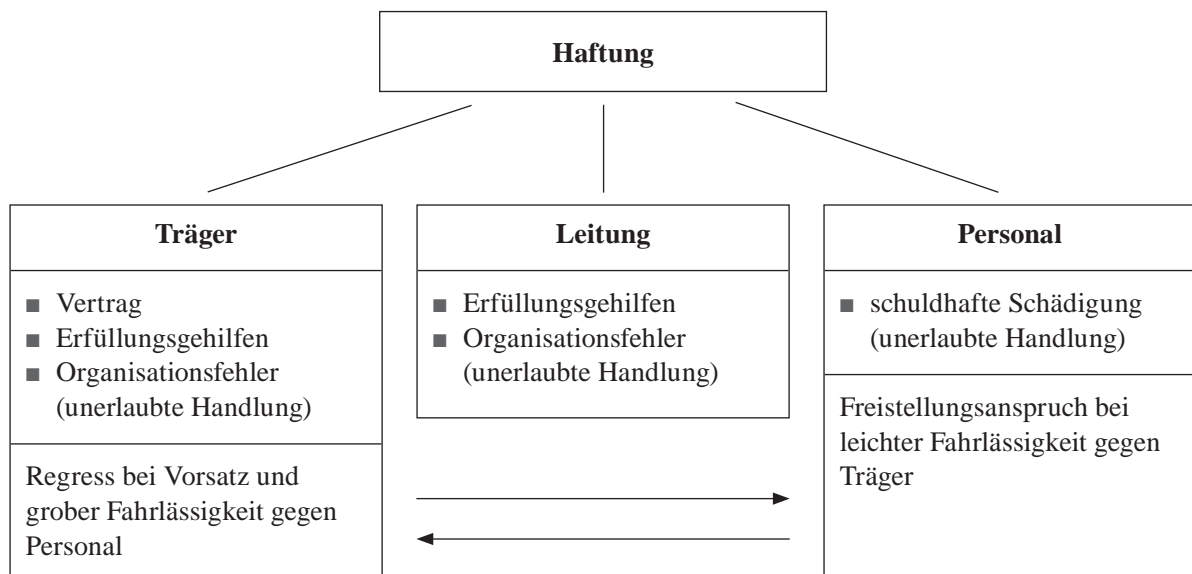 Haftung
Träger
■ Vertrag
■ Erfüllungsgehilfen
■ Organisationsfehler
(unerlaubte Handlung)
Regress bei Vorsatz und
grober Fahrlässigkeit gegen
Personal
Leitung
■ Erfüllungsgehilfen
■ Organisationsfehler
(unerlaubte Handlung)
Personal
■ schuldhafte Schädigung
(unerlaubte Handlung)
Freistellungsanspruch bei
leichter Fahrlässigkeit gegen
Träger